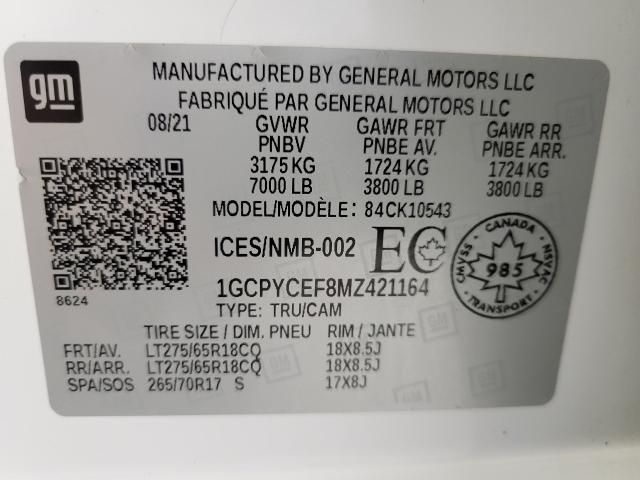 gm
MANUFACTURED BY GENERAL MOTORS LLC
FABRIQUÉ PAR GENERAL MOTORS LLC
08/21 GVWR GAWR FRT GAWR RR
PNBV PNBE AV. PNBE ARR.
3175 KG 1724 KG 1724 KG
7000 LB 3800 LB 3800 LB
MODEL/MODÈLE: 84CK10543
ICES/NMB-002 EC
CANADA
CMVSS 985 NSVAC
TRANSPORT
8624
1GCPYCEF8MZ421164
TYPE: TRU/CAM
TIRE SIZE / DIM. PNEU RIM / JANTE
FRT/AV. LT275/65R18CQ 18X8.5J
RR/ARR. LT275/65R18CQ 18X8.5J
SPA/SOS 265/70R17 S 17X8J